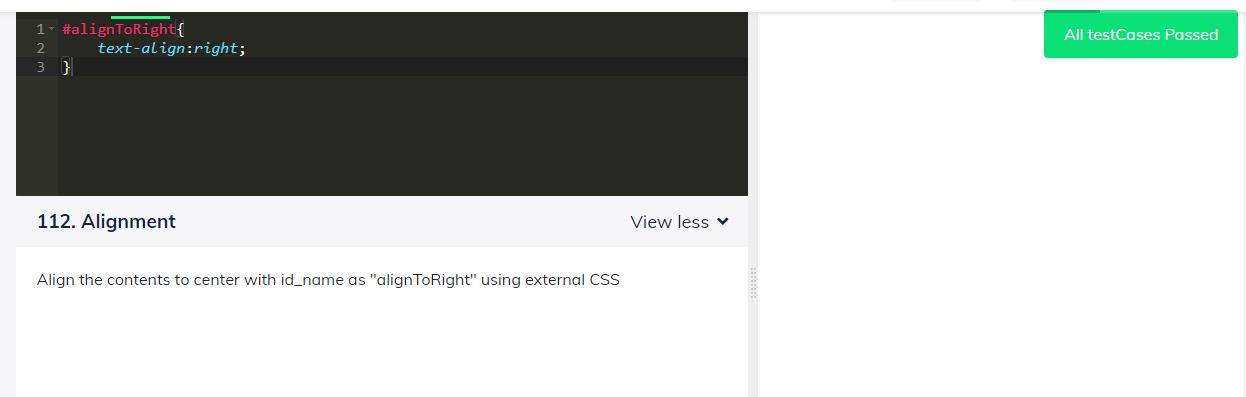 1 #alignToRight{
2 text-align:right;
3 }
All testCases Passed
112. Alignment
View less
Align the contents to center with id_name as "alignToRight" using external CSS